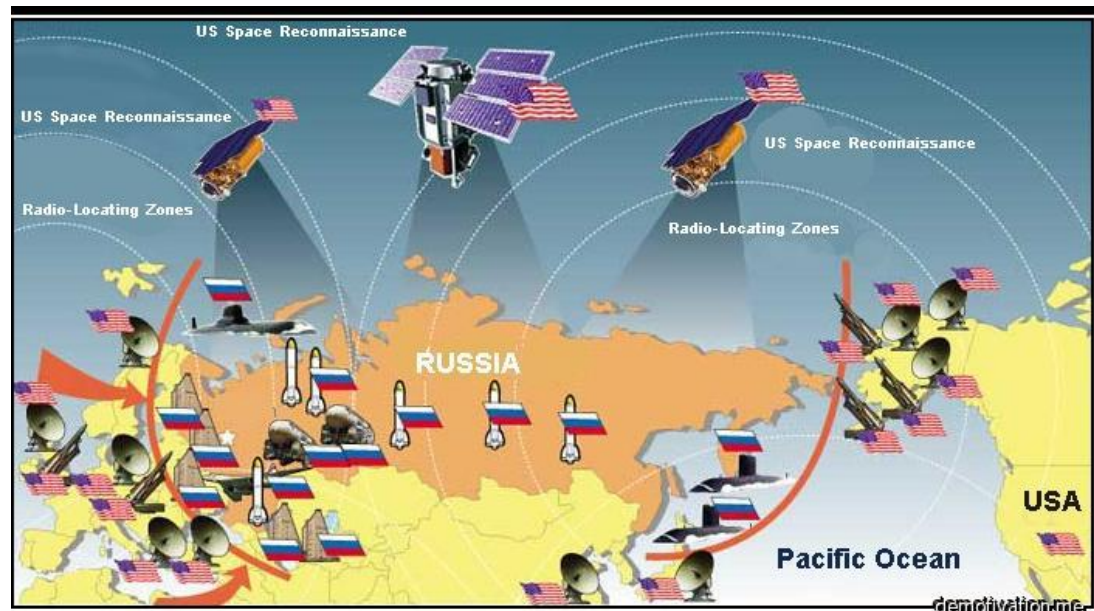 US Space Reconnaissance
US Space Reconnaissance
US Space Reconnaissance
Radio-Locating Zones
Radio-Locating Zones
RUSSIA
USA
Pacific Ocean
demotivation.me